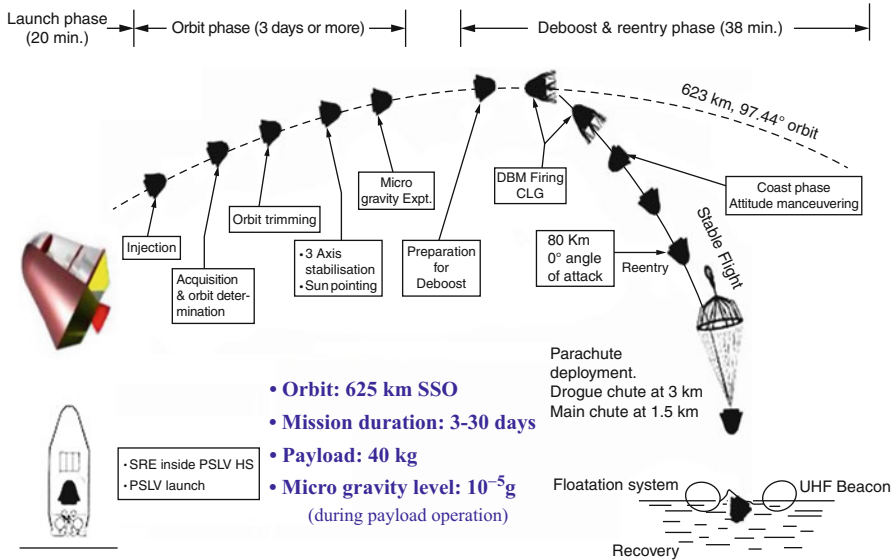 Launch phase
(20 min.)
Orbit phase (3 days or more)
Deboost & reentry phase (38 min.)
623 km, 97.44° orbit
Injection
Acquisition
& orbit deter-
mination
Orbit trimming
• 3 Axis
stabilisation
• Sun pointing
Micro
gravity Expt.
Preparation
for
Deboost
DBM Firing
CLG
Coast phase
Attitude maneuvering
80 Km
0° angle
of attack
Reentry
Stable Flight
Parachute
deployment.
Drogue chute at 3 km
Main chute at 1.5 km
• Orbit: 625 km SSO
• Mission duration: 3-30 days
• Payload: 40 kg
• Micro gravity level: 10⁻⁵g
(during payload operation)
• SRE inside PSLV HS
• PSLV launch
Floatation system
UHF Beacon
Recovery